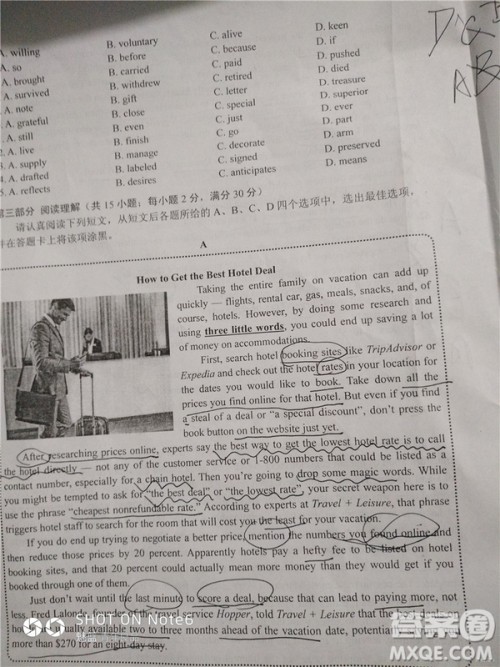 A. willing B. voluntary C. alive D. keen
A. so B. before C. because D. if
A. brought B. carried C. paid D. pushed
A. survived B. withdrew C. retired D. died
A. note B. gift C. letter D. treasure
A. grateful B. close C. special D. superior
A. still B. even C. just D. ever
2. A. live B. finish C. go D. part
3. A. supply B. manage C. decorate D. arm
4. A. drafted B. labeled C. signed D. preserved
5. A. reflects B. desires C. anticipates D. means
第三部分 阅读理解（共 15 小题；每小题 2 分，满分 30 分）
请认真阅读下列短文，从短文后各题所给的 A、B、C、D 四个选项中，选出最佳选项，
并在答题卡上将该项涂黑。
A
How to Get the Best Hotel Deal
Taking the entire family on vacation can add up
quickly — flights, rental car, gas, meals, snacks, and, of
course, hotels. However, by doing some research and
using three little words, you could end up saving a lot
of money on accommodations.
First, search hotel booking sites like TripAdvisor or
Expedia and check out the hotel rates in your location for
the dates you would like to book. Take down all the
prices you find online for that hotel. But even if you find
a steal of a deal or “a special discount”, don’t press the
book button on the website just yet.
After researching prices online, experts say the best way to get the lowest hotel rate is to call
the hotel directly — not any of the customer service or 1-800 numbers that could be listed as a
contact number, especially for a chain hotel. Then you’re going to drop some magic words. While
you might be tempted to ask for “the best deal” or “the lowest rate”, your secret weapon here is to
use the phrase “cheapest nonrefundable rate.” According to experts at Travel + Leisure, that phrase
triggers hotel staff to search for the room that will cost you the least for your vacation.
If you do end up trying to negotiate a better price, mention the numbers you found online and
then reduce those prices by 20 percent. Apparently hotels pay a hefty fee to be listed on hotel
booking sites, and that 20 percent could actually mean more money than they would get if you
booked through one of them.
Just don’t wait until the last minute to score a deal, because that can lead to paying more, not
less. Fred Lalonde, founder of the travel service Hopper, told Travel + Leisure that the best deals on
usually available two to three months ahead of the vacation date, potentially
more than $270 for an eight-day stay.
SHOT ON Note6
答案圈
MXQE.COM